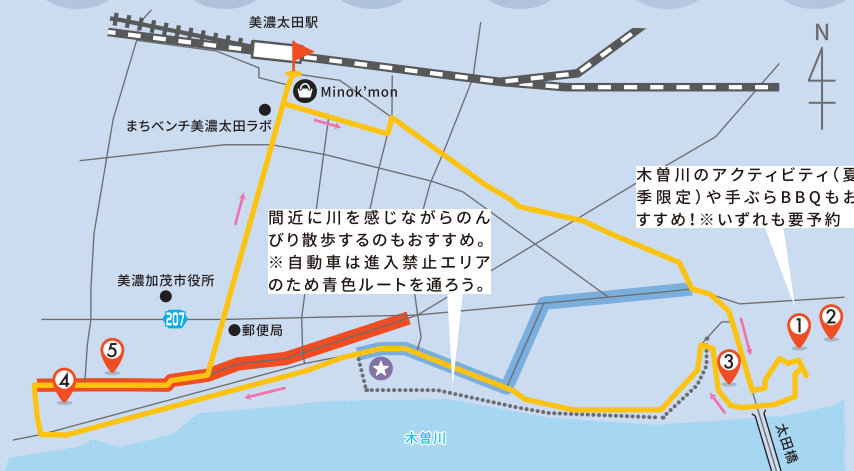 美濃太田駅
N
Minok’mon
まちベンチ美濃太田ラボ
木曽川のアクティビティ（夏
季限定）や手ぶらBBQもお
すすめ！※いずれも要予約
間近に川を感じながらのん
びり散歩するのもおすすめ。
※自動車は進入禁止エリア
のため青色ルートを通ろう。
美濃加茂市役所
207
郵便局
1
2
3
5
4
太田橋
木曽川